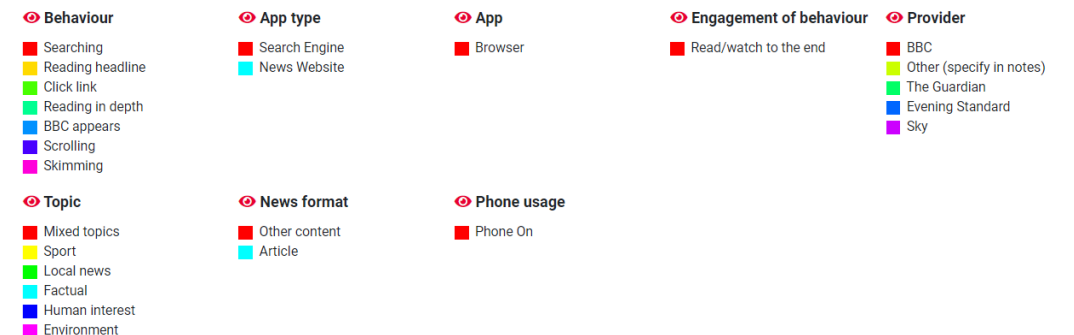 Behaviour
Searching
Reading headline
Click link
Reading in depth
BBC appears
Scrolling
Skimming
App type
Search Engine
News Website
App
Browser
Engagement of behaviour
Read/watch to the end
Provider
BBC
Other (specify in notes)
The Guardian
Evening Standard
Sky
Topic
Mixed topics
Sport
Local news
Factual
Human interest
Environment
News format
Other content
Article
Phone usage
Phone On